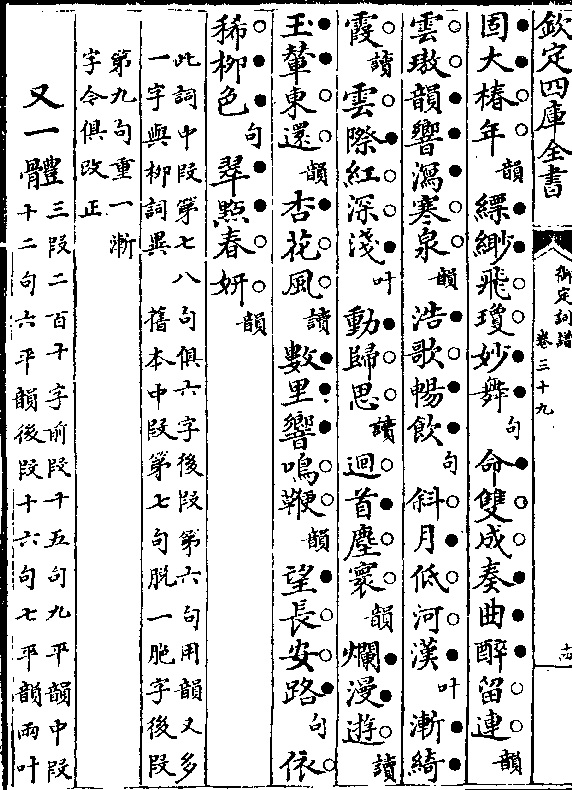 欽定四庫全書
御定詞譜 卷三十九
十四
固大椿年韻縹緲飛瓊妙舞句命雙成奏曲醉留連韻
雲璈韻響瀉寒泉韻浩歌暢飲句斜月低河漢叶漸綺
霞讀雲際紅深淺叶動歸思讀迴首塵寰韻爛漫遊讀
玉輦東還韻杏花風讀數里響鳴鞭韻望長安路句依
稀柳色句翠點春妍韻
此詞中段第七八句俱六字後段第六句用韻又多
一字與柳詞異 舊本中段第七句脱一肥字後段
第九句重一漸
字今俱改正
又一體三段二百十字前段十五句九平韻中段
十二句六平韻後段十六句七平韻兩叶